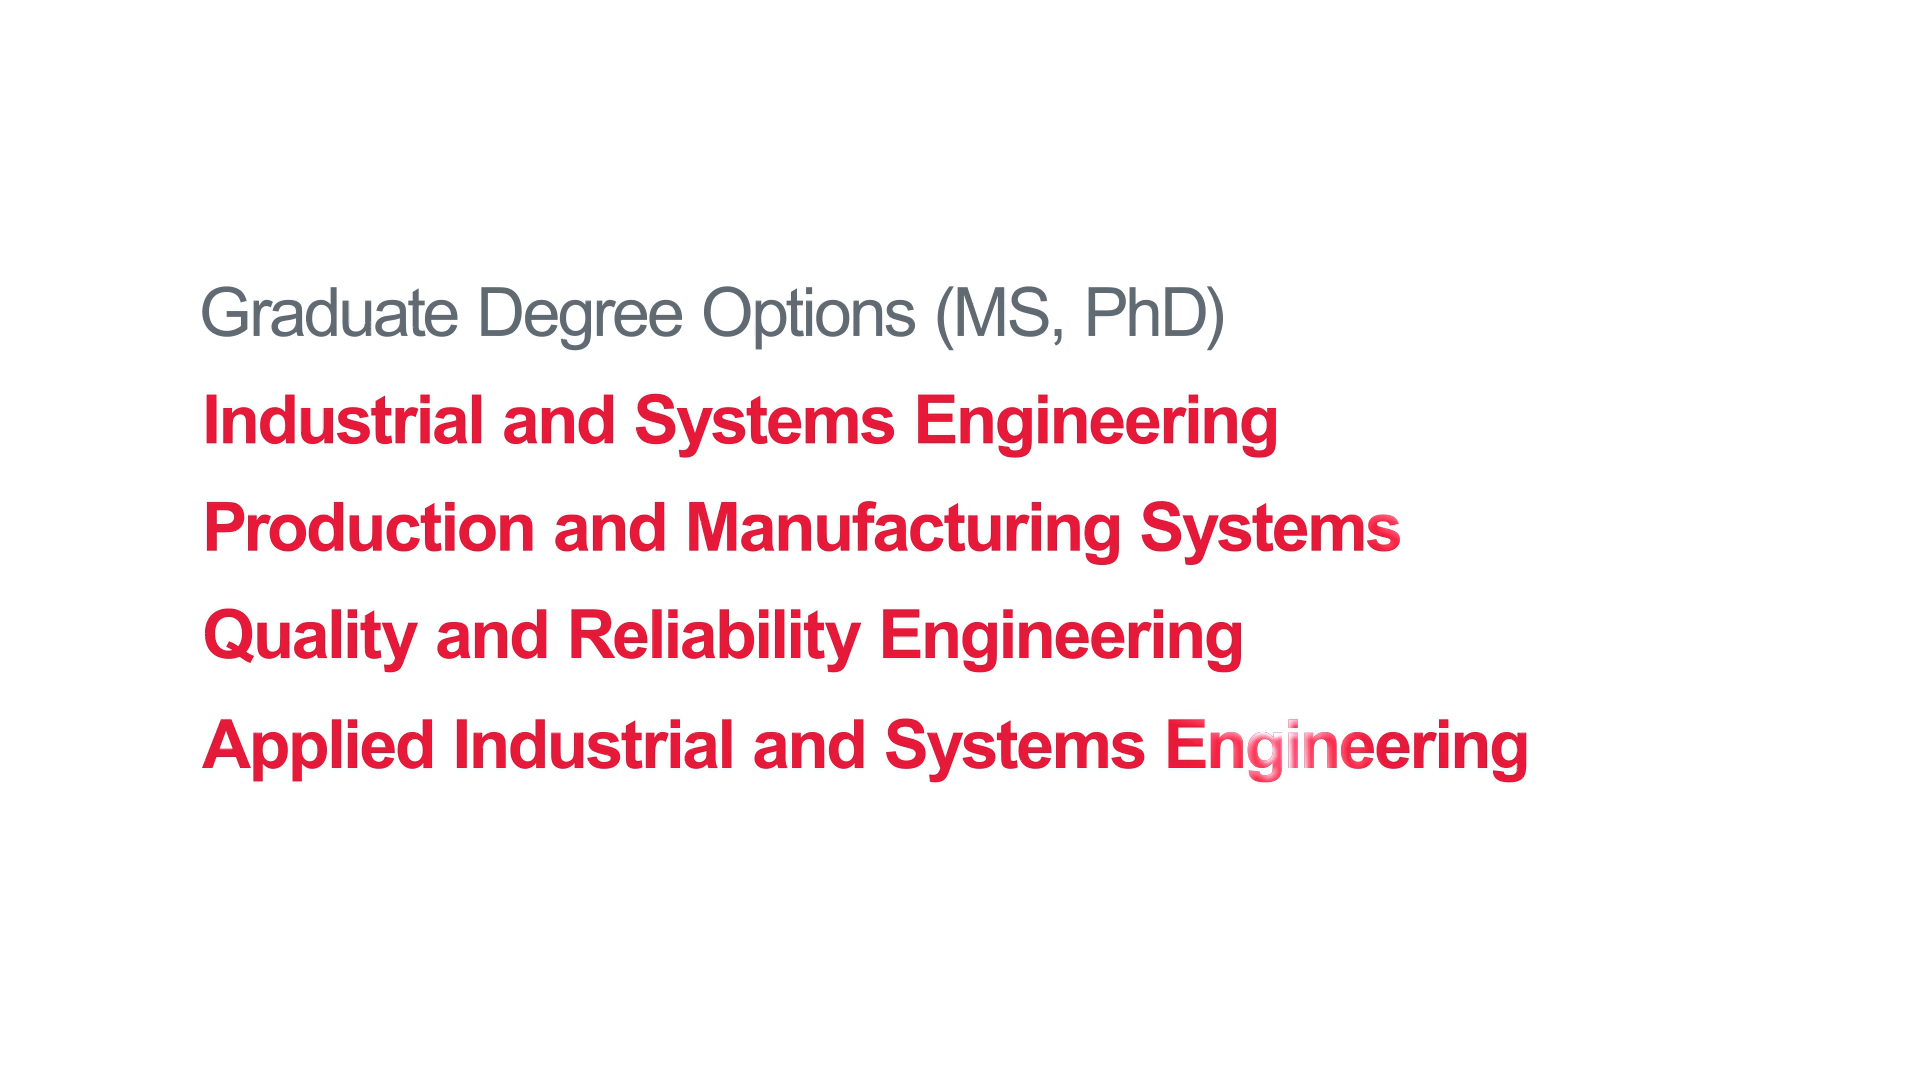 Graduate Degree Options (MS, PhD)
Industrial and Systems Engineering
Production and Manufacturing Systems
Quality and Reliability Engineering
Applied Industrial and Systems Engineering